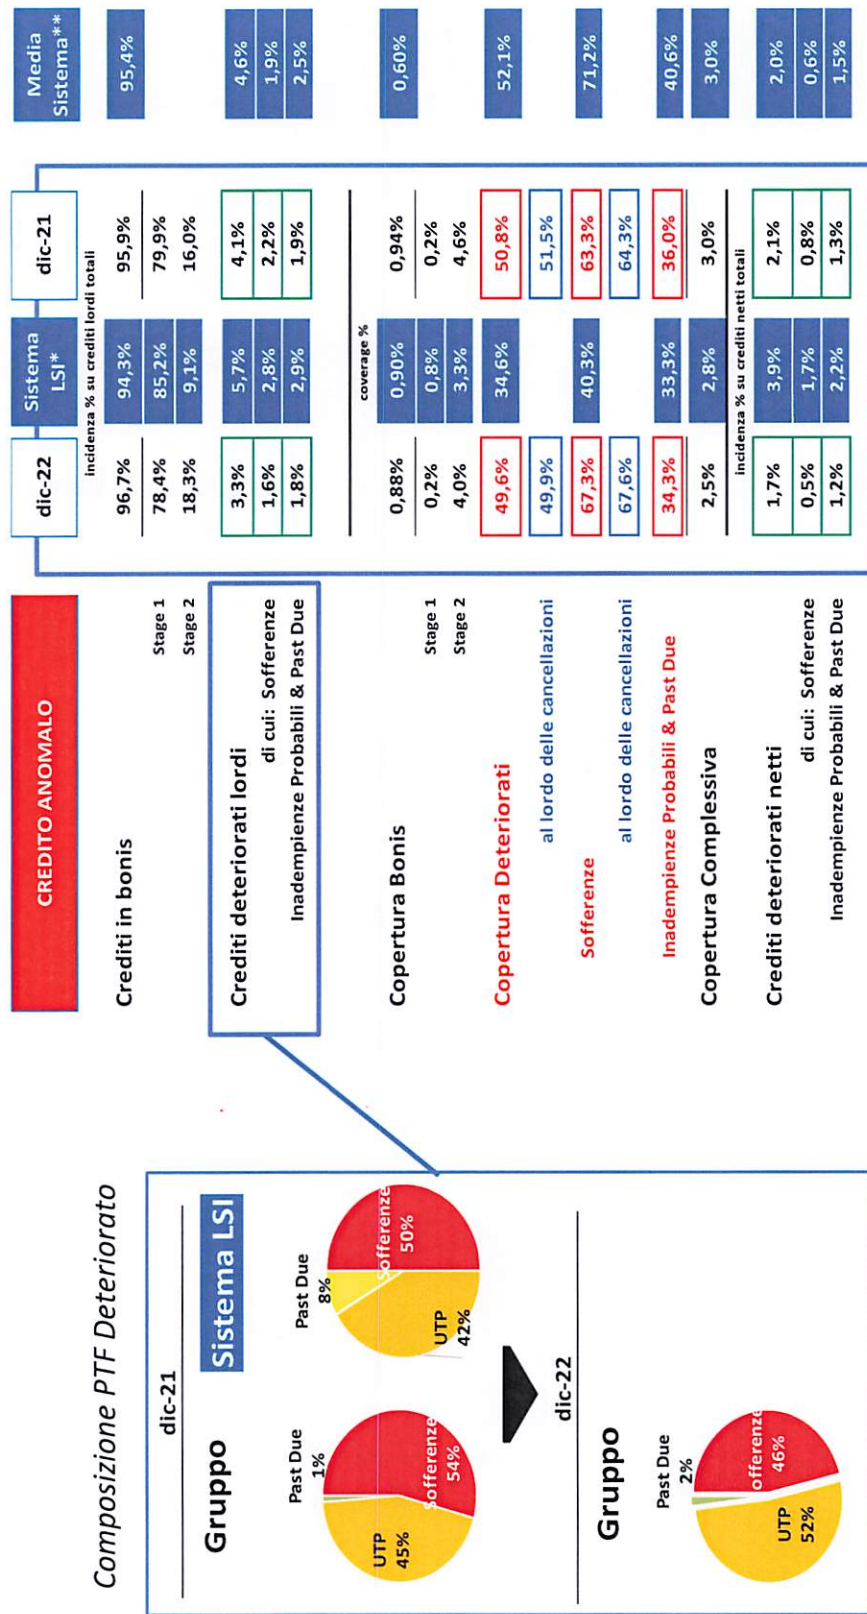 Composizione PTF Deteriorato
dic-21
Gruppo
Sistema LSI
Past Due
1%
UTP
45%
Sofferenze
54%
Past Due
8%
UTP
42%
Sofferenze
50%
dic-22
Gruppo
Past Due
2%
UTP
52%
offerenze
46%
CREDITO ANOMALO
dic-22
Sistema
LSI*
dic-21
Media
Sistema**
incidenza % su crediti lordi totali
Crediti in bonis 96,7% 94,3% 95,9% 95,4%
Stage 1 78,4% 85,2% 79,9%
Stage 2 18,3% 9,1% 16,0%
Crediti deteriorati lordi 3,3% 5,7% 4,1% 4,6%
di cui: Sofferenze 1,6% 2,8% 2,2% 1,9%
Inadempienze Probabili & Past Due 1,8% 2,9% 1,9% 2,5%
coverage %
Copertura Bonis 0,88% 0,90% 0,94% 0,60%
Stage 1 0,2% 0,8% 0,2%
Stage 2 4,0% 3,3% 4,6%
Copertura Deteriorati 49,6% 34,6% 50,8% 52,1%
al lordo delle cancellazioni 49,9% 51,5%
Sofferenze 67,3% 40,3% 63,3% 71,2%
al lordo delle cancellazioni 67,6% 64,3%
Inadempienze Probabili & Past Due 34,3% 33,3% 36,0% 40,6%
Copertura Complessiva 2,5% 2,8% 3,0% 3,0%
incidenza % su crediti netti totali
Crediti deteriorati netti 1,7% 3,9% 2,1% 2,0%
di cui: Sofferenze 0,5% 1,7% 0,8% 0,6%
Inadempienze Probabili & Past Due 1,2% 2,2% 1,3% 1,5%